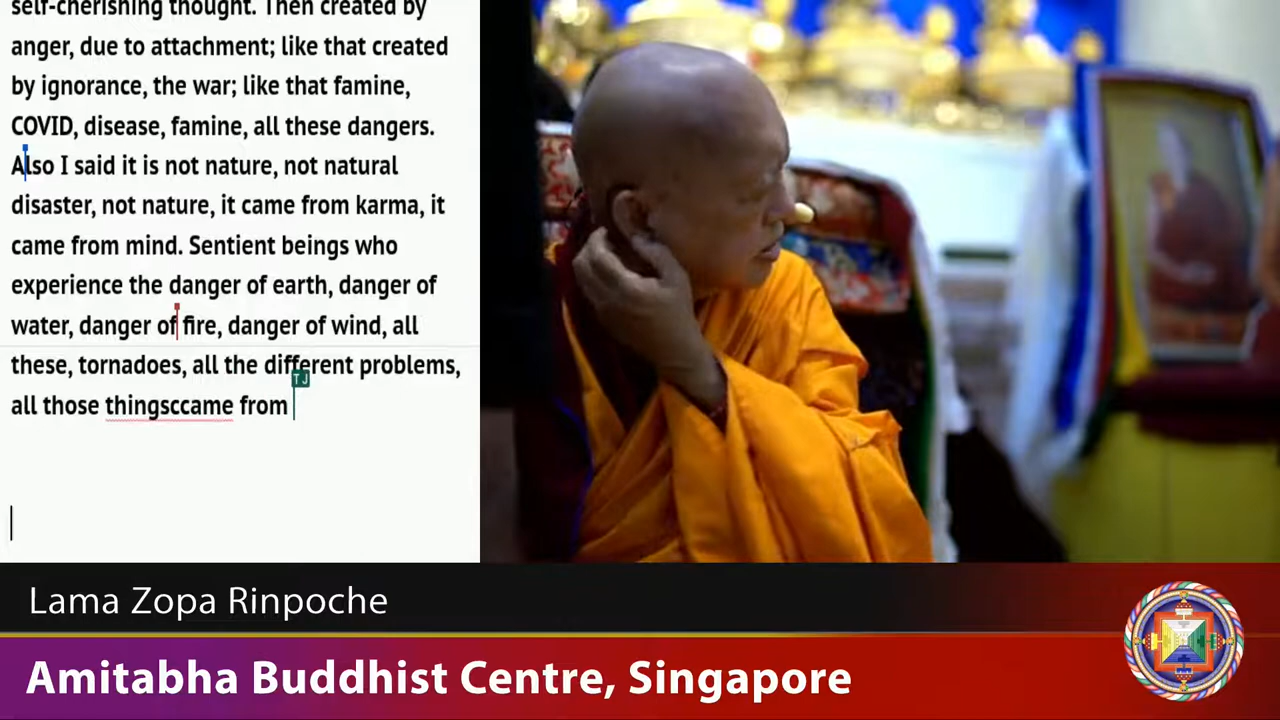 self-cherishing thought. Then created by
anger, due to attachment; like that created
by ignorance, the war; like that famine,
COVID, disease, famine, all these dangers.
Also I said it is not nature, not natural
disaster, not nature, it came from karma, it
came from mind. Sentient beings who
experience the danger of earth, danger of
water, danger of fire, danger of wind, all
these, tornadoes, all the different problems,
TJ
all those thingsccame from
Lama Zopa Rinpoche
Amitabha Buddhist Centre, Singapore